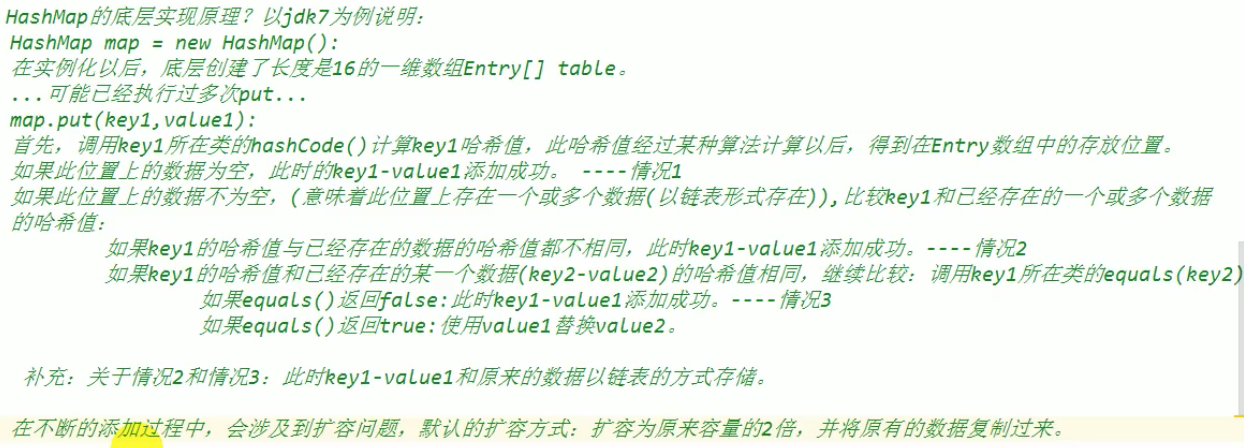 HashMap的底层实现原理？以jdk7为例说明：
HashMap map = new HashMap():
在实例化以后，底层创建了长度是16的一维数组Entry[] table。
...可能已经执行过多次put...
map.put(key1,value1):
首先，调用key1所在类的hashCode()计算key1哈希值，此哈希值经过某种算法计算以后，得到在Entry数组中的存放位置。
如果此位置上的数据为空，此时的key1-value1添加成功。 ----情况1
如果此位置上的数据不为空，(意味着此位置上存在一个或多个数据(以链表形式存在)),比较key1和已经存在的一个或多个数据
的哈希值：
如果key1的哈希值与已经存在的数据的哈希值都不相同，此时key1-value1添加成功。----情况2
如果key1的哈希值和已经存在的某一个数据(key2-value2)的哈希值相同，继续比较：调用key1所在类的equals(key2)
如果equals()返回false:此时key1-value1添加成功。----情况3
如果equals()返回true:使用value1替换value2。
补充：关于情况2和情况3：此时key1-value1和原来的数据以链表的方式存储。
在不断的添加过程中，会涉及到扩容问题，默认的扩容方式：扩容为原来容量的2倍，并将原有的数据复制过来。